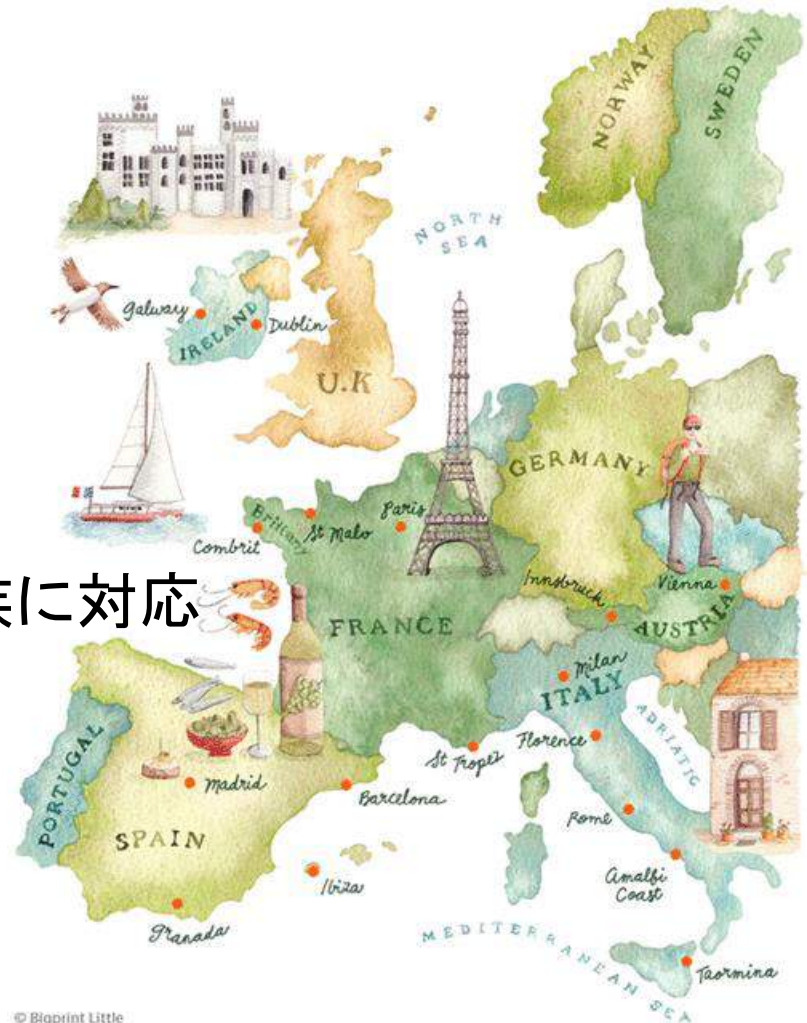 NORWAY
SWEDEN
NORTH
SEA
Galway
Dublin
IRELAND
U.K
GERMANY
Brittany
St Malo
Paris
Combrit
Innsbruck
Vienna
に対応
FRANCE
AUSTRIA
Milan
ITALY
ADRIATIC
PORTUGAL
St Tropez
Florence
Madrid
Barcelona
Rome
SPAIN
Ibiza
Amalfi
Coast
Granada
MEDITERRANEAN SEA
Taormina
© Bigprint Little